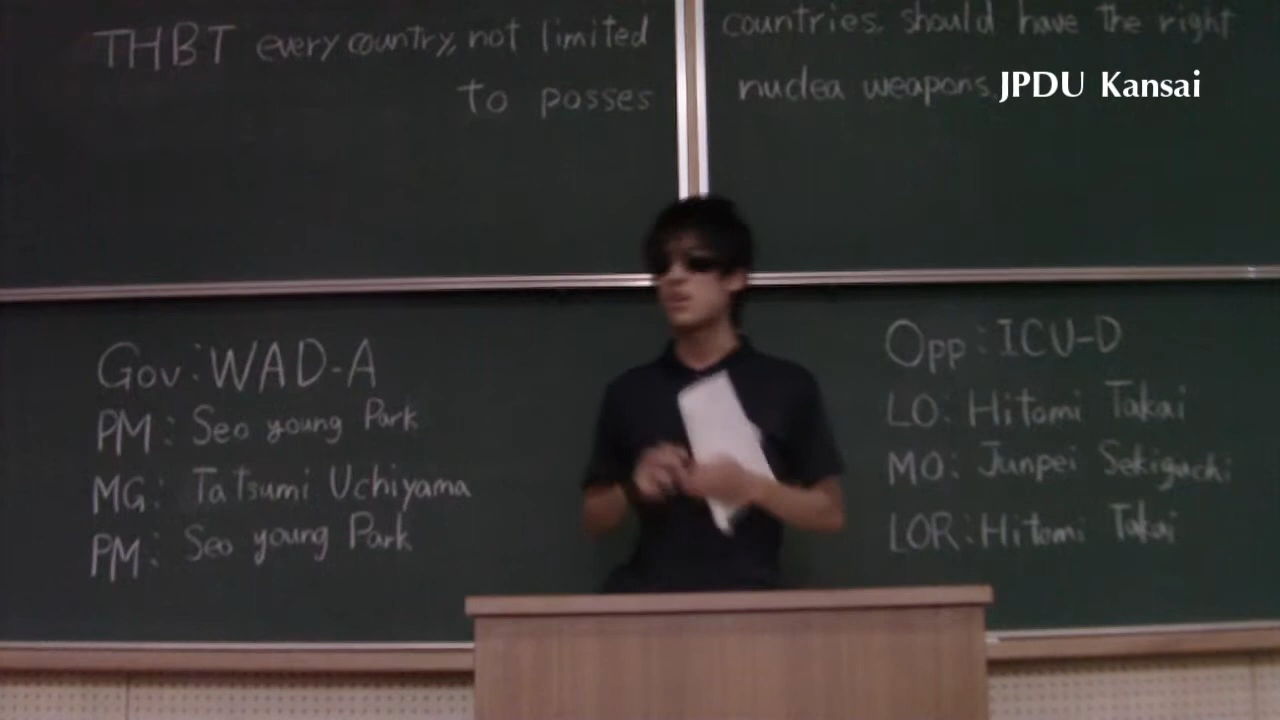 THBT every country, not limited
to posses
countries, should have the right
nuclea weapons.
JPDU Kansai
Gov: WAD-A
PM: Seo young Park
MG: Tatsumi Uchiyama
PM: Seo young Park
Opp: ICU-D
LO: Hitomi Takai
MO: Junpei Sekiguchi
LOR: Hitomi Takai